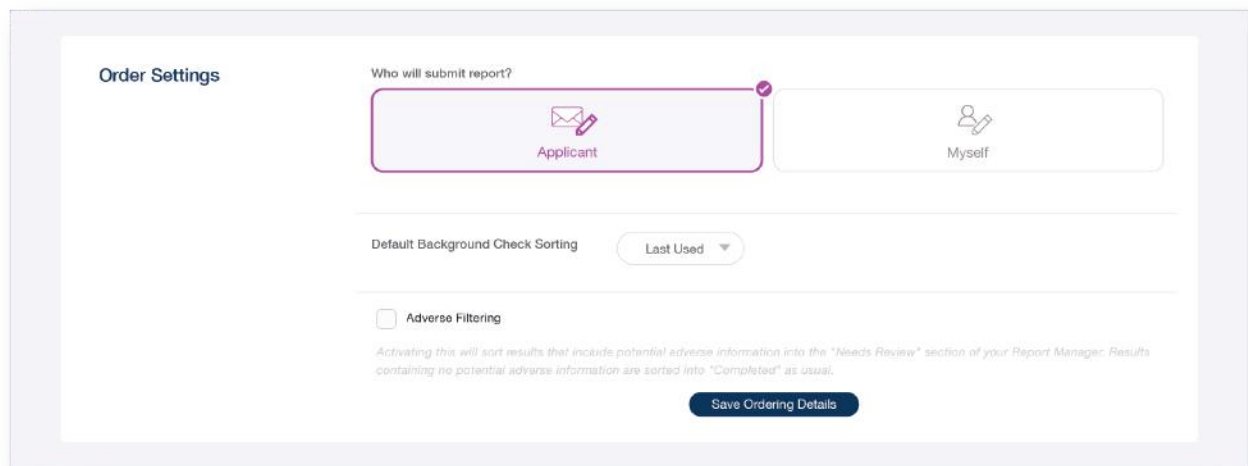 Order Settings
Who will submit report?
Applicant
Myself
Default Background Check Sorting
Last Used
Adverse Filtering
Activating this will sort results that include potential adverse information into the "Needs Review" section of your Report Manager. Results
containing no potential adverse information are sorted into "Completed" as usual.
Save Ordering Details